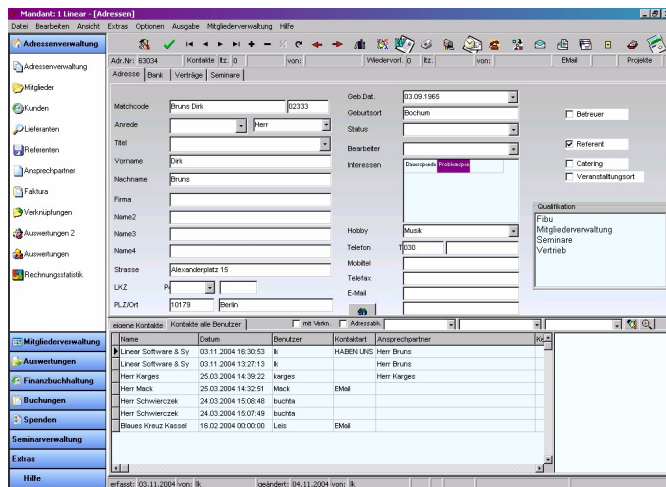 Mandant: 1 Linear - [Adressen]
Datei Bearbeiten Ansicht Extras Optionen Ausgabe Mitgliederverwaltung Hilfe
Adressenverwaltung
Adr.Nr: 63034 Kontakte ltz. 0 von: Wiedervorl. 0 ltz. von: EMail Projekte
Adresse Bank Verträge Seminare
Adressenverwaltung
Mitglieder
Kunden
Lieferanten
Referenten
Ansprechpartner
Faktura
Verknüpfungen
Auswertungen 2
Auswertungen
Rechnungsstatistik
Matchcode Bruns Dirk 02333
Anrede Herr
Titel
Vorname Dirk
Nachname Bruns
Firma
Name2
Name3
Name4
Strasse Alexanderplatz 15
LKZ
PLZ/Ort 10179 Berlin
Geb.Dat. 03.09.1965
Geburtsort Bochum
Status
Bearbeiter
Interessen Dauerspende Problemspen
Hobby Musik
Telefon 030
Mobiltel
Telefax
E-Mail
Betreuer
Referent
Catering
Veranstaltungsort
Qualifikation
Fibu
Mitgliederverwaltung
Seminare
Vertrieb
eigene Kontakte Kontakte alle Benutzer mit Verkn. Adressabh.
Name Datum Benutzer Kontaktart Ansprechpartner
Linear Software & Sy 03.11.2004 16:30:53 lk HABEN UNS Herr Bruns
Linear Software & Sy 03.11.2004 13:27:13 lk Herr Bruns
Herr Karges 25.03.2004 14:39:22 karges Herr Karges
Herr Mack 25.03.2004 14:32:51 Mack EMail
Herr Schwierczek 24.03.2004 15:08:48 buchta
Herr Schwierczek 24.03.2004 15:07:49 buchta
Blaues Kreuz Kassel 16.02.2004 00:00:00 Leis EMail
Mitgliederverwaltung
Auswertungen
Finanzbuchhaltung
Buchungen
Spenden
Seminarverwaltung
Extras
Hilfe
erfasst: 03.11.2004 von: lk geändert: 04.11.2004 von: lk